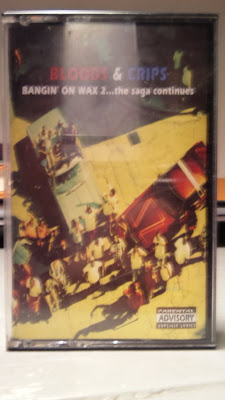 BLOODS & CRIPS
BANGIN' ON WAX 2...the saga continues
PARENTAL
ADVISORY
EXPLICIT LYRICS